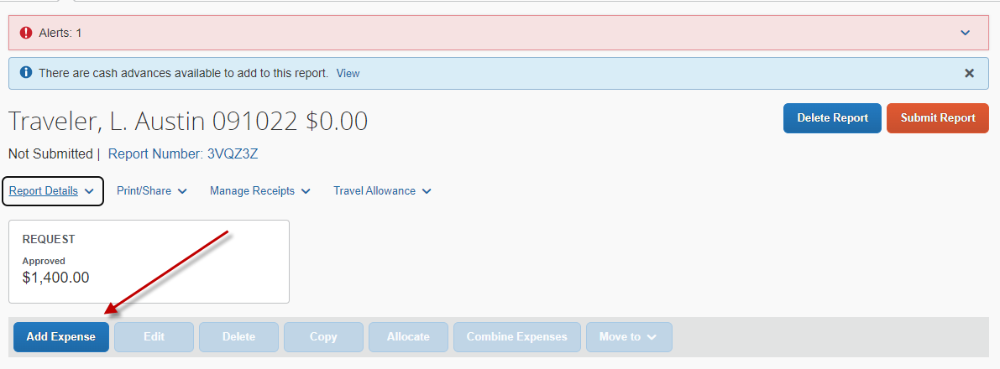 Alerts: 1
There are cash advances available to add to this report. View
Traveler, L. Austin 091022 $0.00
Delete Report Submit Report
Not Submitted | Report Number: 3VQZ3Z
Report Details Print/Share Manage Receipts Travel Allowance
REQUEST
Approved
$1,400.00
Add Expense Edit Delete Copy Allocate Combine Expenses Move to